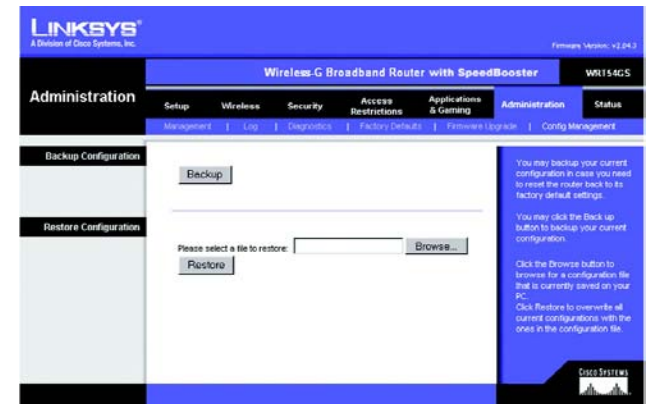 LINKSYS®
A Division of Cisco Systems, Inc.
Firmware Version: v2.04.3
Wireless-G Broadband Router with SpeedBooster
WRT54GS
Administration
Setup
Wireless
Security
Access Restrictions
Applications & Gaming
Administration
Status
Management | Log | Diagnostics | Factory Defaults | Firmware Upgrade | Config Management
Backup Configuration
Backup
Restore Configuration
Please select a file to restore:
Browse...
Restore
You may backup your current
configuration in case you need
to reset the router back to its
factory default settings.
You may click the Back up
button to backup your current
configuration.
Click the Browse button to
browse for a configuration file
that is currently saved on your
PC.
Click Restore to overwrite all
current configurations with the
ones in the configuration file.
CISCO SYSTEMS